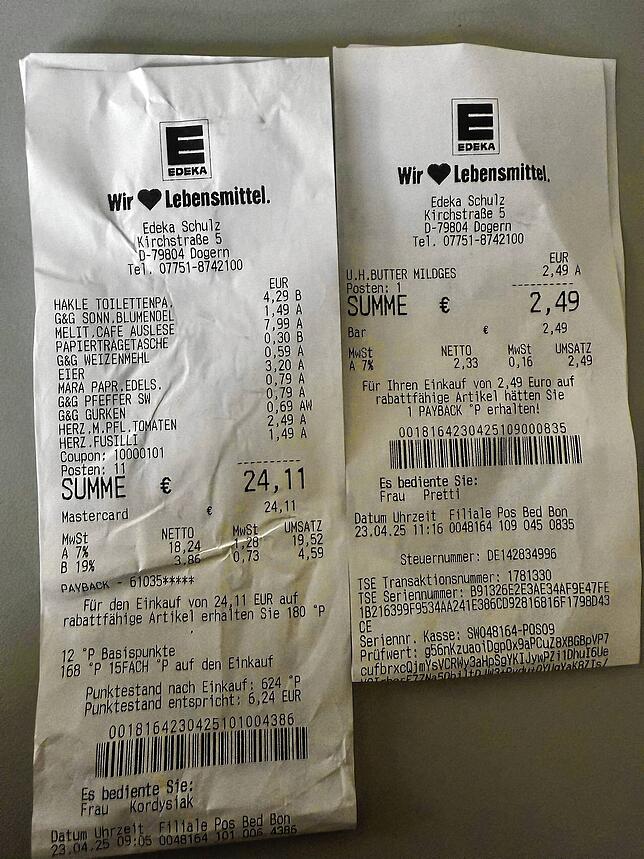 E
EDEKA
Wir ♥ Lebensmittel.
Edeka Schulz
Kirchstraße 5
D-79804 Dogern
Tel. 07751-8742100
EUR
HAKLE TOILETTENPA. 4,29 B
G&G SONN.BLUMENOEL 1,49 A
MELIT.CAFE AUSLESE 7,99 A
PAPIERTRAGETASCHE 0,30 B
G&G WEIZENMEHL 0,59 A
EIER 3,20 A
MARA PAPR.EDELS. 0,79 A
G&G PFEFFER SW 0,79 A
G&G GURKEN 0,69 AW
HERZ.M.PFL.TOMATEN 2,49 A
HERZ.FUSILLI 1,49 A
Coupon: 10000101
Posten: 11
SUMME € 24,11
Mastercard € 24,11
MwSt NETTO MwSt UMSATZ
A 7% 18,24 1,28 19,52
B 19% 3,86 0,73 4,59
PAYBACK - 61035*****
Für den Einkauf von 24,11 EUR auf
rabattfähige Artikel erhalten Sie 180 °P
12 °P Basispunkte
168 °P 15FACH °P auf den Einkauf
Punktestand nach Einkauf: 624 °P
Punktestand entspricht: 6,24 EUR
0018164230425101004386
Es bediente Sie:
Frau Kordysiak
Datum Uhrzeit Filiale Pos Bed Bon
23.04.25 09:05 0048164 101 006 4386
E
EDEKA
Wir ♥ Lebensmittel.
Edeka Schulz
Kirchstraße 5
D-79804 Dogern
Tel. 07751-8742100
EUR
U.H.BUTTER MILDGES 2,49 A
Posten: 1
SUMME € 2,49
Bar € 2,49
MwSt NETTO MwSt UMSATZ
A 7% 2,33 0,16 2,49
Für Ihren Einkauf von 2,49 Euro auf
rabattfähige Artikel hätten Sie
1 PAYBACK °P erhalten!
0018164230425109000835
Es bediente Sie:
Frau Pretti
Datum Uhrzeit Filiale Pos Bed Bon
23.04.25 11:16 0048164 109 045 0835
Steuernummer: DE142834996
TSE Transaktionsnummer: 1781330
TSE Seriennummer: B91326E2E3AE34AF9E47FE
1B216399F9534AA241E386CD92816816F179BD43
CE
Seriennr. Kasse: SW048164-POS09
Prüfwert: g56nKzuaoiDgpOx9aPCuZ8XBGBpVP7
cufbrxcQjmYsVCRWy3aHpSgYKIJywPZi1DhuI6Ue